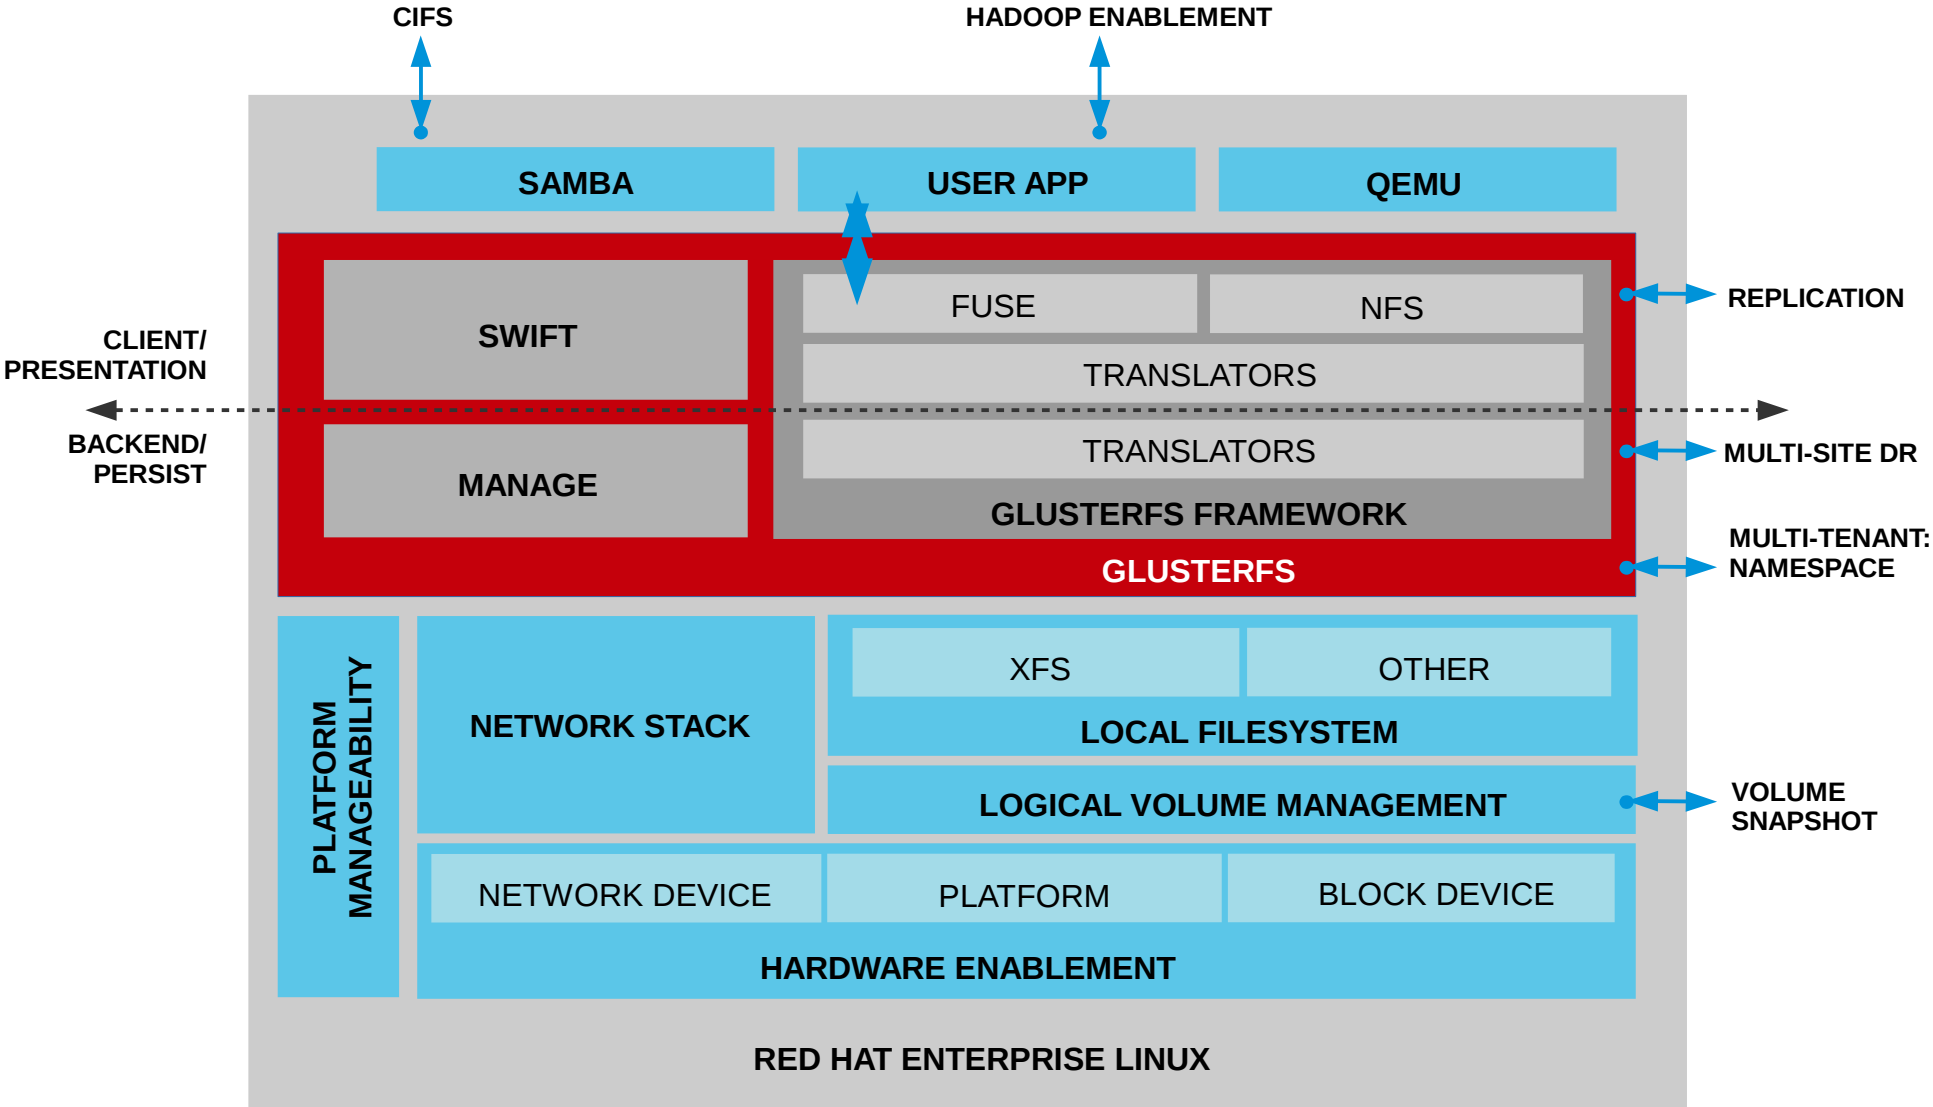 CIFS
HADOOP ENABLEMENT
SAMBA
USER APP
QEMU
SWIFT
FUSE
NFS
TRANSLATORS
REPLICATION
CLIENT/
PRESENTATION
BACKEND/
PERSIST
MANAGE
TRANSLATORS
GLUSTERFS FRAMEWORK
GLUSTERFS
MULTI-SITE DR
MULTI-TENANT:
NAMESPACE
PLATFORM
MANAGEABILITY
NETWORK STACK
XFS
OTHER
LOCAL FILESYSTEM
LOGICAL VOLUME MANAGEMENT
VOLUME
SNAPSHOT
NETWORK DEVICE
PLATFORM
BLOCK DEVICE
HARDWARE ENABLEMENT
RED HAT ENTERPRISE LINUX